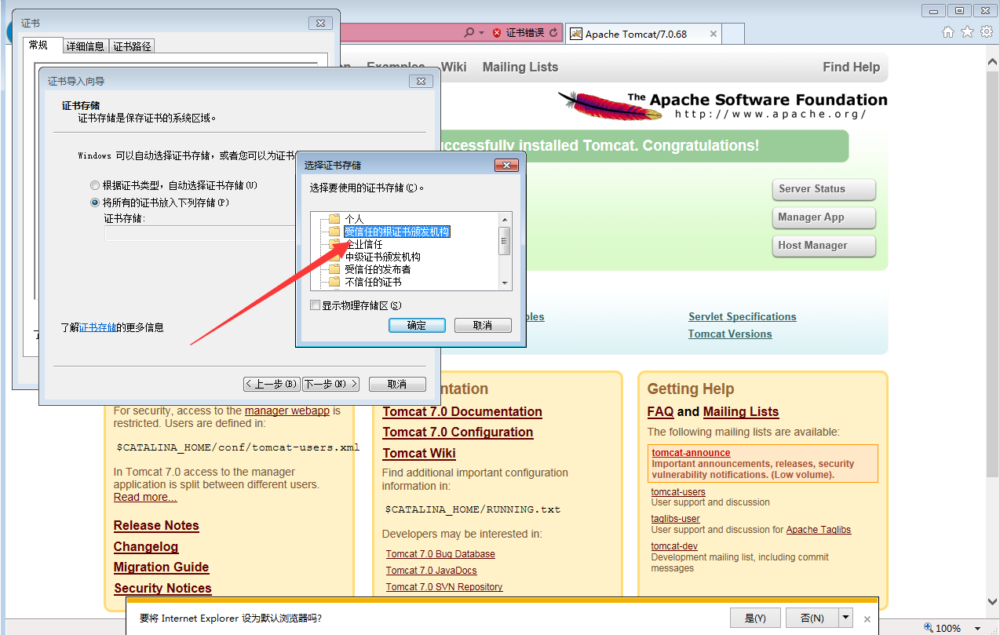 证书
常规
详细信息
证书路径
证书错误
Apache Tomcat/7.0.68
Examples
Wiki
Mailing Lists
Find Help
证书导入向导
证书存储
证书存储是保存证书的系统区域。
Windows 可以自动选择证书存储，或者您可以为证书
根据证书类型，自动选择证书存储(U)
将所有的证书放入下列存储(P)
证书存储:
了解证书存储的更多信息
<上一步(B)
下一步(N) >
取消
选择证书存储
选择要使用的证书存储(C)。
个人
受信任的根证书颁发机构
企业信任
中级证书颁发机构
受信任的发布者
不信任的证书
显示物理存储区(S)
确定
取消
The Apache Software Foundation
http://www.apache.org/
uccessfully installed Tomcat. Congratulations!
Server Status
Manager App
Host Manager
les
Servlet Specifications
Tomcat Versions
For security, access to the manager webapp is
restricted. Users are defined in:
$CATALINA_HOME/conf/tomcat-users.xml
In Tomcat 7.0 access to the manager
application is split between different users.
Read more...
Release Notes
Changelog
Migration Guide
Security Notices
entation
Tomcat 7.0 Documentation
Tomcat 7.0 Configuration
Tomcat Wiki
Find additional important configuration
information in:
$CATALINA_HOME/RUNNING.txt
Developers may be interested in:
Tomcat 7.0 Bug Database
Tomcat 7.0 JavaDocs
Tomcat 7.0 SVN Repository
Getting Help
FAQ and Mailing Lists
The following mailing lists are available:
tomcat-announce
Important announcements, releases, security
vulnerability notifications. (Low volume).
tomcat-users
User support and discussion
taglibs-user
User support and discussion for Apache Taglibs
tomcat-dev
Development mailing list, including commit
messages
要将 Internet Explorer 设为默认浏览器吗?
是(Y)
否(N)
100%